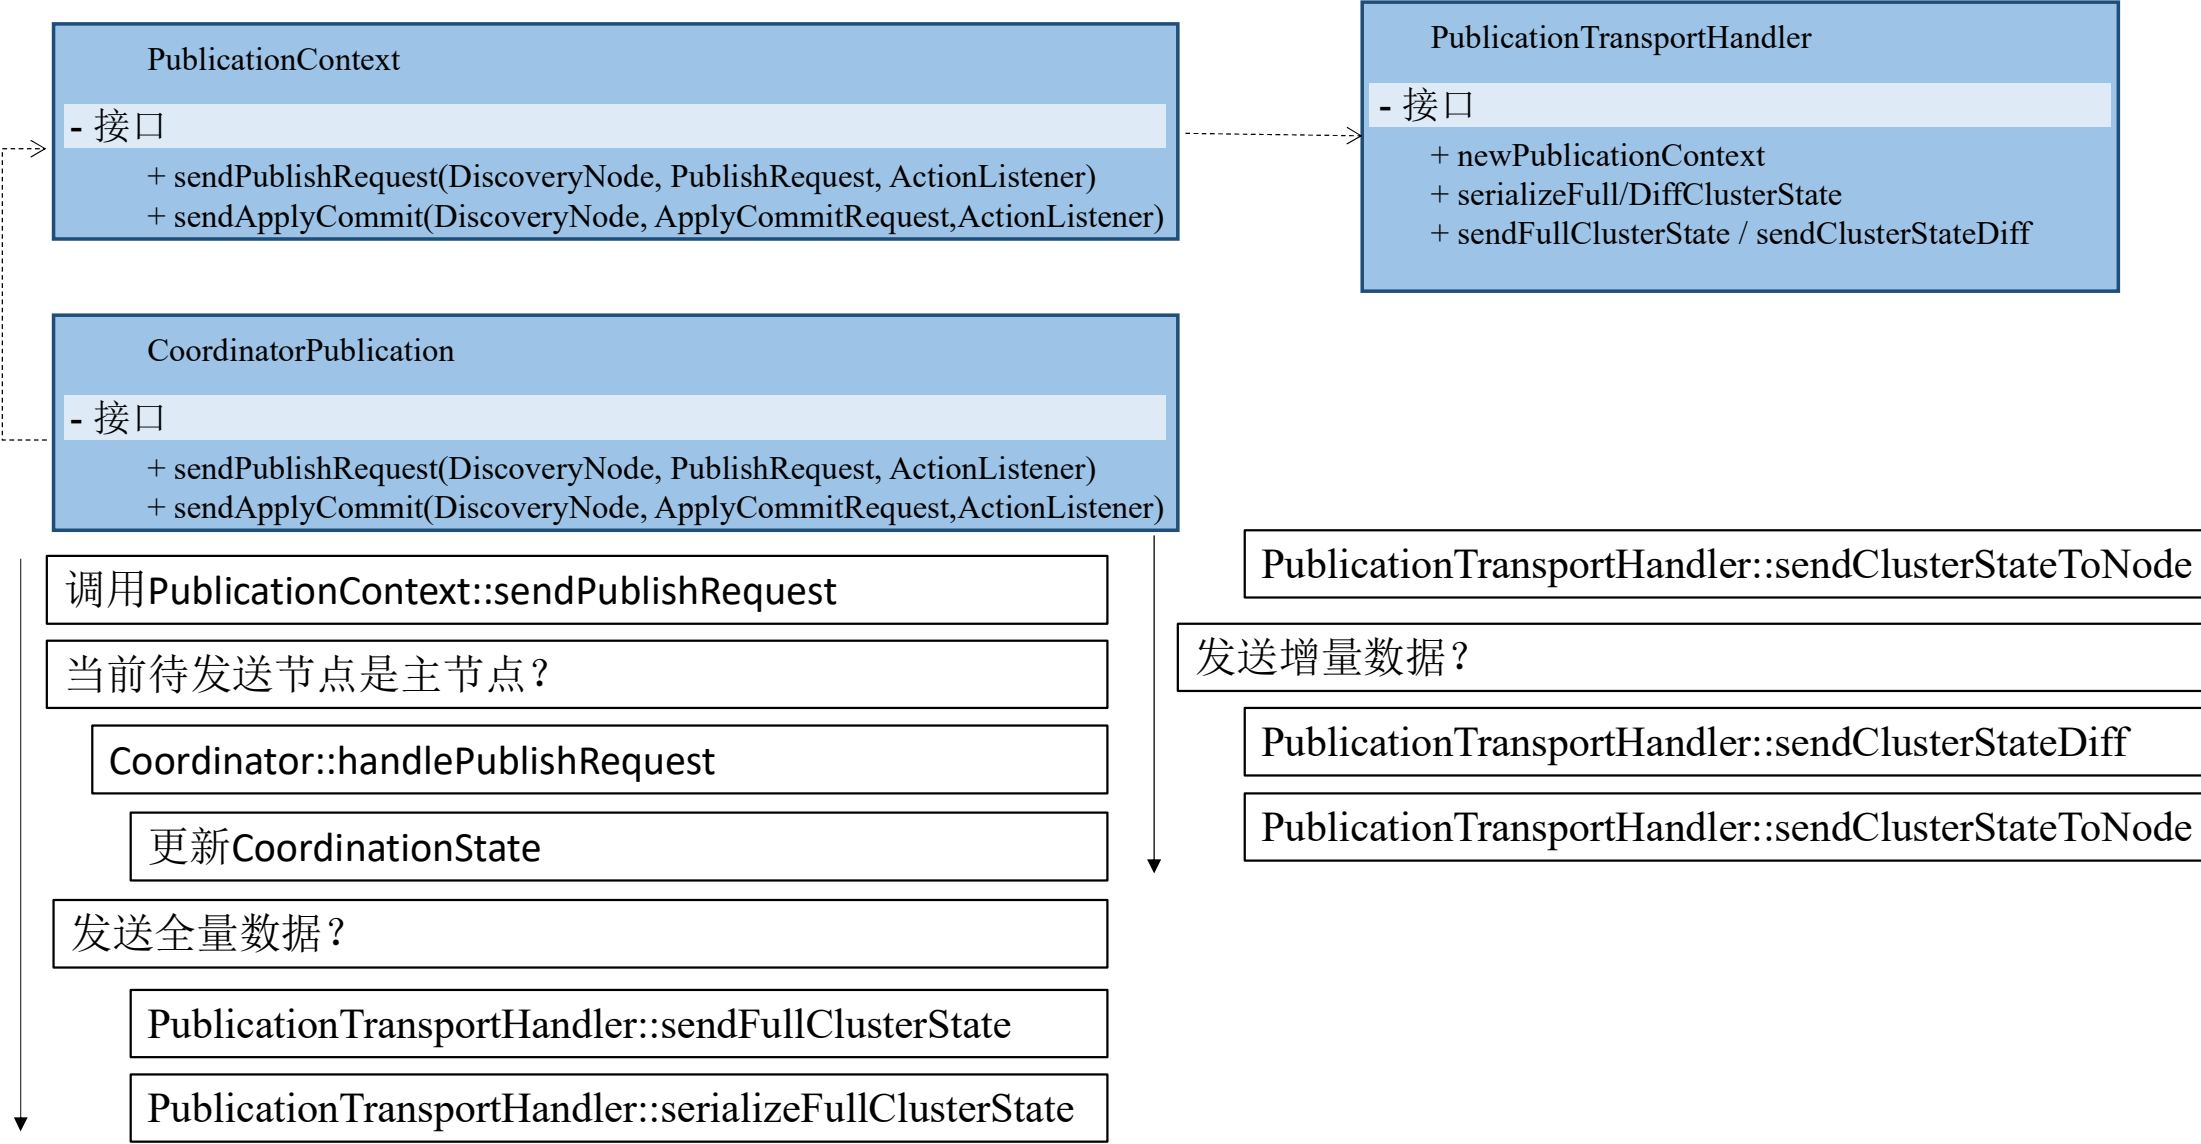 PublicationContext
- 接口
+ sendPublishRequest(DiscoveryNode, PublishRequest, ActionListener)
+ sendApplyCommit(DiscoveryNode, ApplyCommitRequest,ActionListener)
PublicationTransportHandler
- 接口
+ newPublicationContext
+ serializeFull/DiffClusterState
+ sendFullClusterState / sendClusterStateDiff
CoordinatorPublication
- 接口
+ sendPublishRequest(DiscoveryNode, PublishRequest, ActionListener)
+ sendApplyCommit(DiscoveryNode, ApplyCommitRequest,ActionListener)
调用PublicationContext::sendPublishRequest
当前待发送节点是主节点？
Coordinator::handlePublishRequest
更新CoordinationState
发送全量数据？
PublicationTransportHandler::sendFullClusterState
PublicationTransportHandler::serializeFullClusterState
PublicationTransportHandler::sendClusterStateToNode
发送增量数据？
PublicationTransportHandler::sendClusterStateDiff
PublicationTransportHandler::sendClusterStateToNode